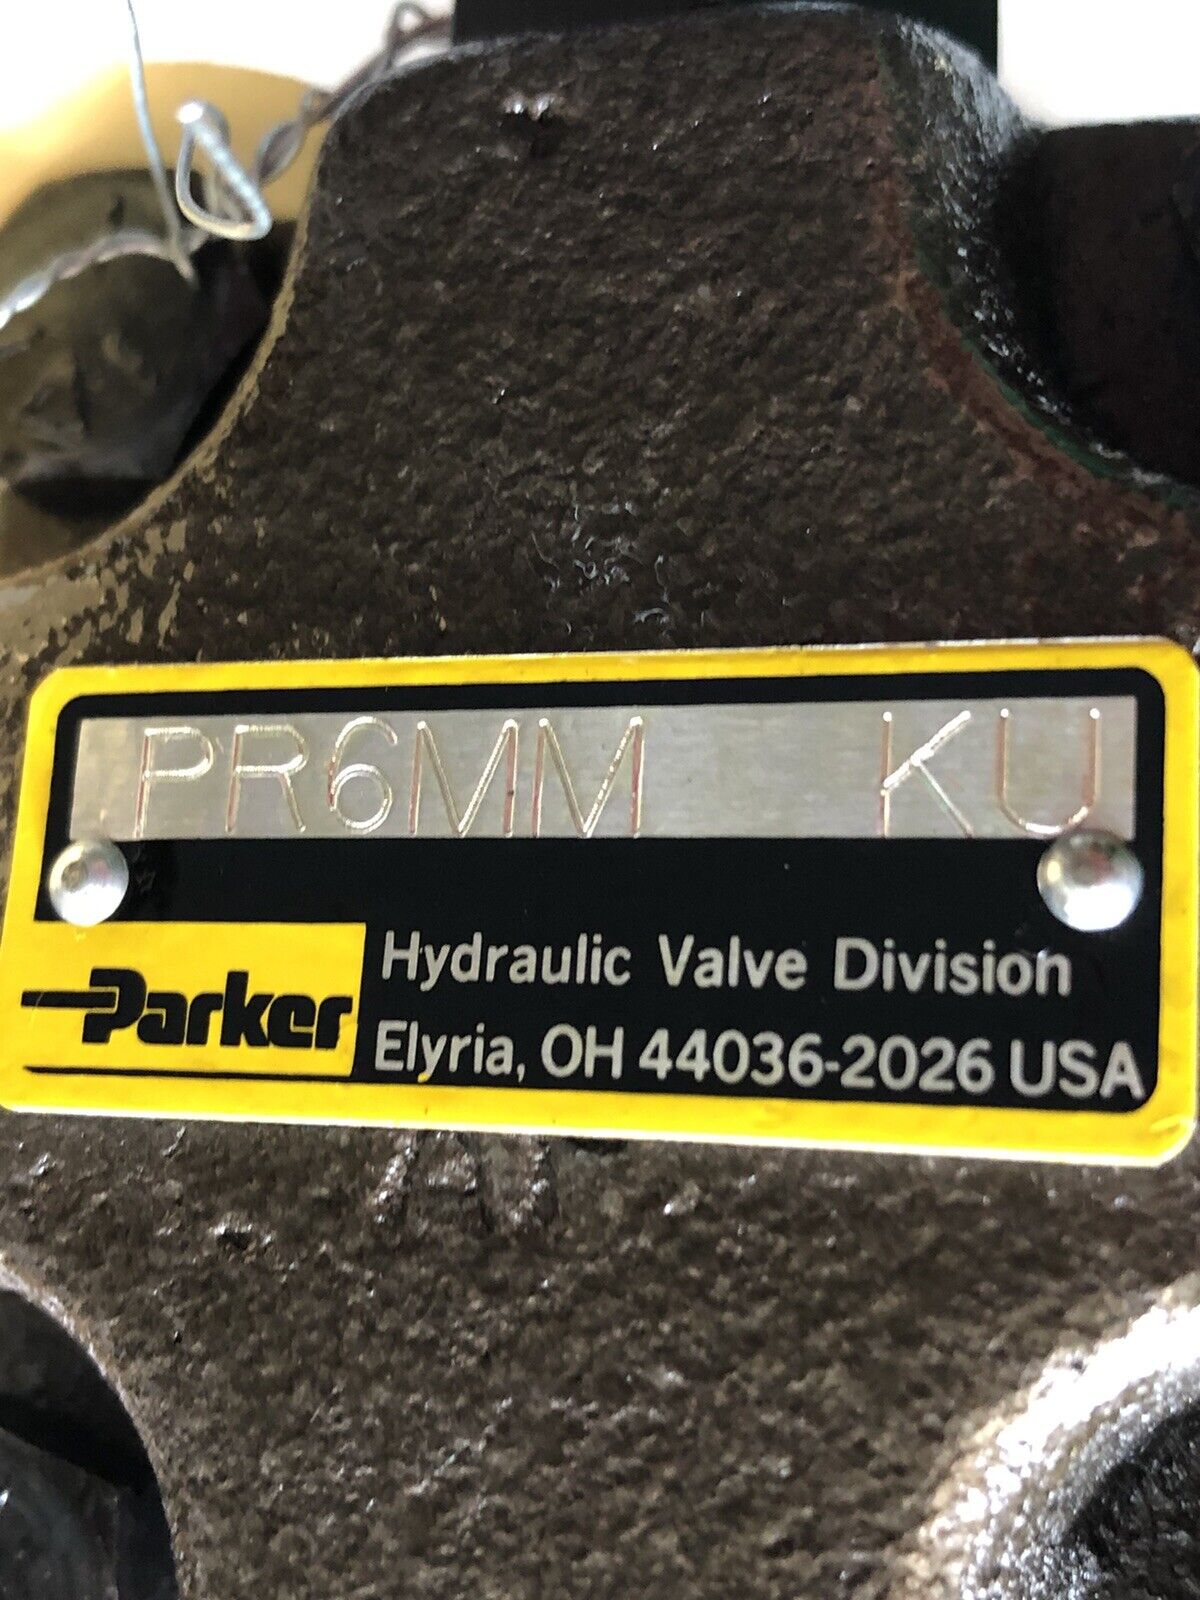 PR6MM KU
Parker
Hydraulic Valve Division
Elyria, OH 44036-2026 USA